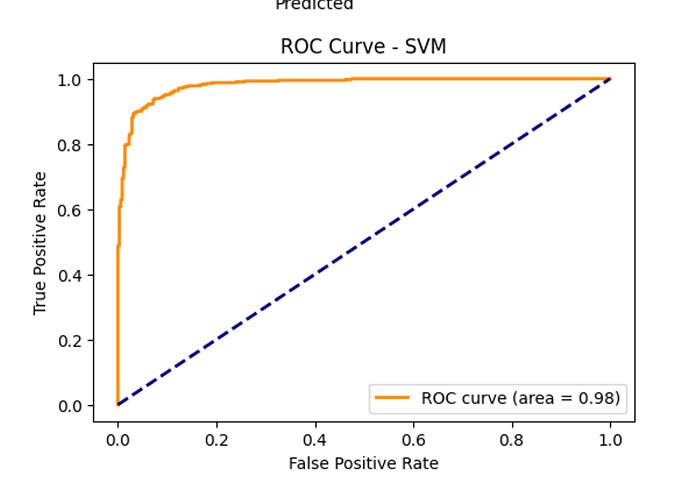 Predicted
ROC Curve - SVM
1.0
0.8
0.6
0.4
0.2
0.0
True Positive Rate
ROC curve (area = 0.98)
0.0 0.2 0.4 0.6 0.8 1.0
False Positive Rate